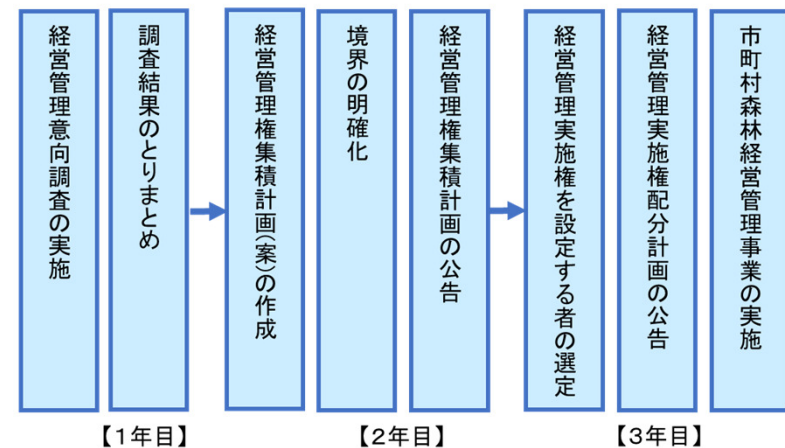 経営管理意向調査の実施
調査結果のとりまとめ
経営管理権集積計画(案)の作成
境界の明確化
経営管理権集積計画の公告
経営管理実施権を設定する者の選定
経営管理実施権配分計画の公告
市町村森林経営管理事業の実施
【1年目】
【2年目】
【3年目】